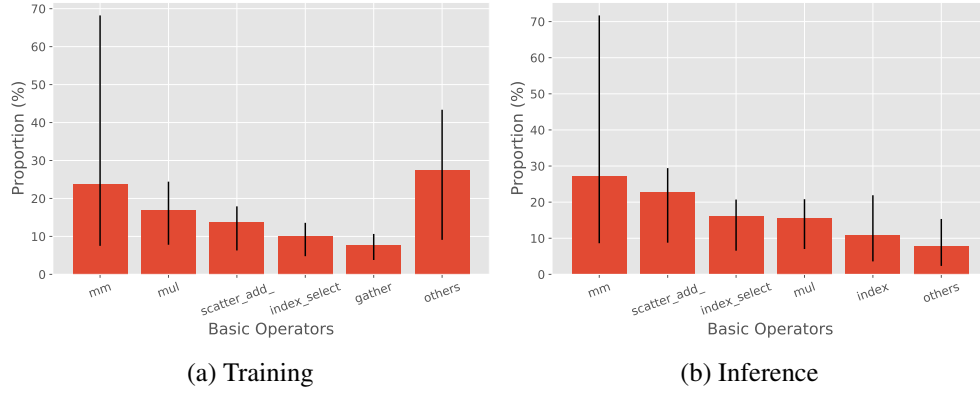 70
60
50
40
30
20
10
0
Proportion (%)
mm
mul
scatter_add_
index_select
gather
others
Basic Operators
(a) Training
70
60
50
40
30
20
10
0
Proportion (%)
mm
scatter_add_
index_select
mul
index
others
Basic Operators
(b) Inference